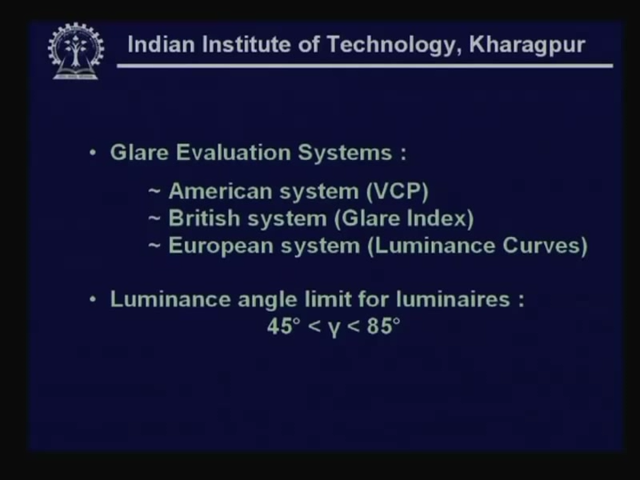 Indian Institute of Technology, Kharagpur
• Glare Evaluation Systems :
~ American system (VCP)
~ British system (Glare Index)
~ European system (Luminance Curves)
• Luminance angle limit for luminaires :
45° < γ < 85°